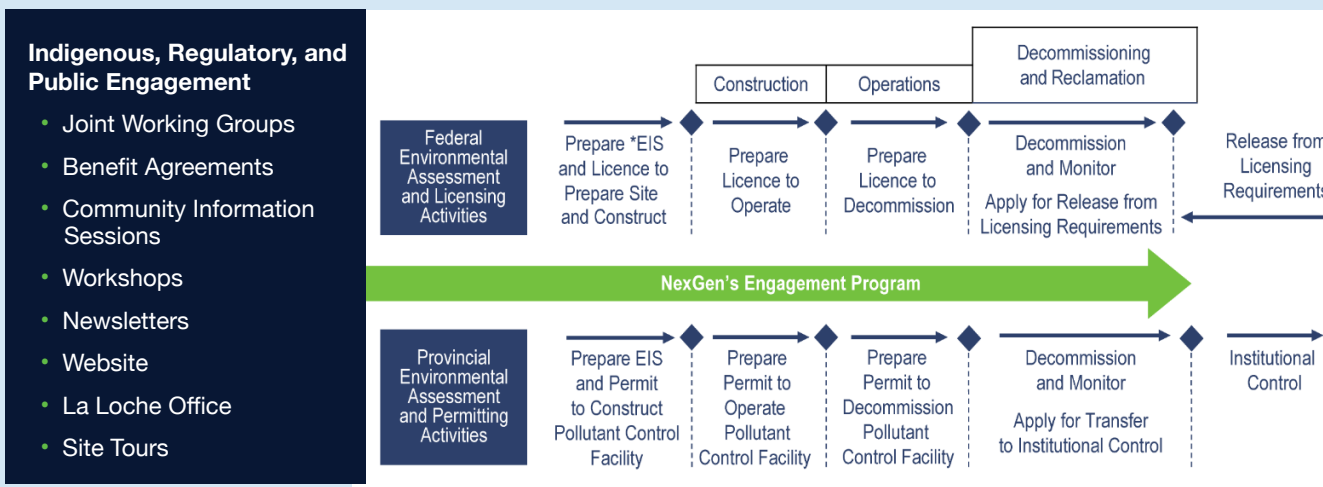 Indigenous, Regulatory, and
Public Engagement
• Joint Working Groups
• Benefit Agreements
• Community Information
Sessions
• Workshops
• Newsletters
• Website
• La Loche Office
• Site Tours
Construction
Operations
Decommissioning
and Reclamation
Federal
Environmental
Assessment
and Licensing
Activities
Prepare *EIS
and Licence to
Prepare Site
and Construct
Prepare
Licence to
Operate
Prepare
Licence to
Decommission
Decommission
and Monitor
Apply for Release from
Licensing Requirements
Release from
Licensing
Requirements
NexGen's Engagement Program
Provincial
Environmental
Assessment
and Permitting
Activities
Prepare EIS
and Permit
to Construct
Pollutant Control
Facility
Prepare
Permit to
Operate
Pollutant
Control Facility
Prepare
Permit to
Decommission
Pollutant
Control Facility
Decommission
and Monitor
Apply for Transfer
to Institutional Control
Institutional
Control